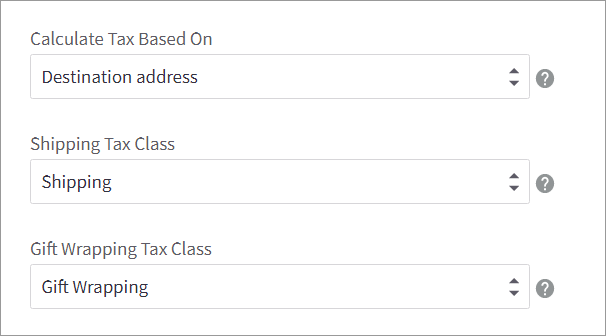 Calculate Tax Based On
Destination address
Shipping Tax Class
Shipping
Gift Wrapping Tax Class
Gift Wrapping